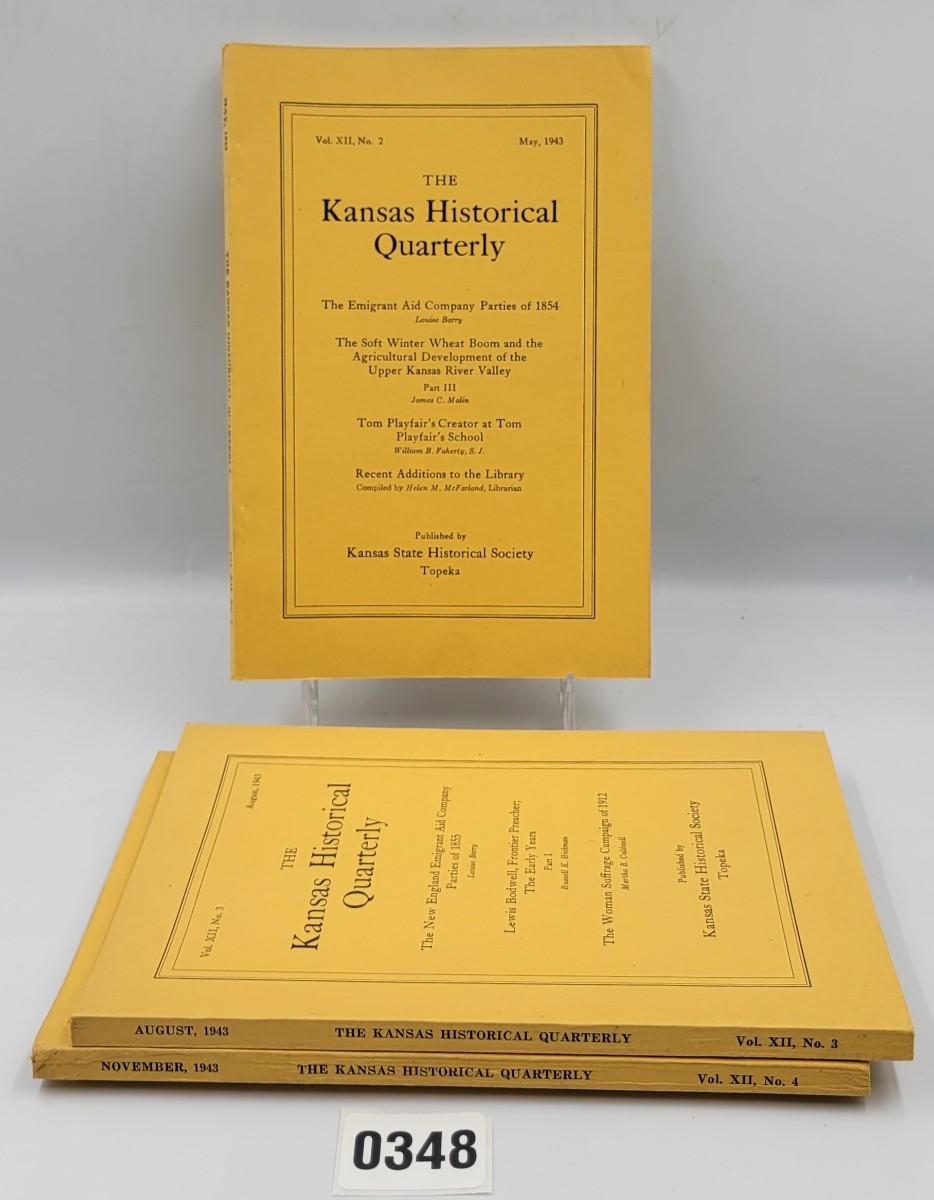 Vol. XII, No. 2 May, 1943
THE
Kansas Historical
Quarterly
The Emigrant Aid Company Parties of 1854
Louise Barry
The Soft Winter Wheat Boom and the
Agricultural Development of the
Upper Kansas River Valley
Part III
James C. Malin
Tom Playfair's Creator at Tom
Playfair's School
William B. Faherty, S. J.
Recent Additions to the Library
Compiled by Helen M. McFarland, Librarian
Published by
Kansas State Historical Society
Topeka
Vol. XII, No. 3 August, 1943
THE
Kansas Historical
Quarterly
The New England Emigrant Aid Company
Parties of 1855
Louise Barry
Lewis Bodwell, Frontier Preacher;
The Early Years
Part I
Russell K. Hickman
The Woman Suffrage Campaign of 1912
Martha B. Caldwell
Published by
Kansas State Historical Society
Topeka
AUGUST, 1943 THE KANSAS HISTORICAL QUARTERLY Vol. XII, No. 3
NOVEMBER, 1943 THE KANSAS HISTORICAL QUARTERLY Vol. XII, No. 4
0348